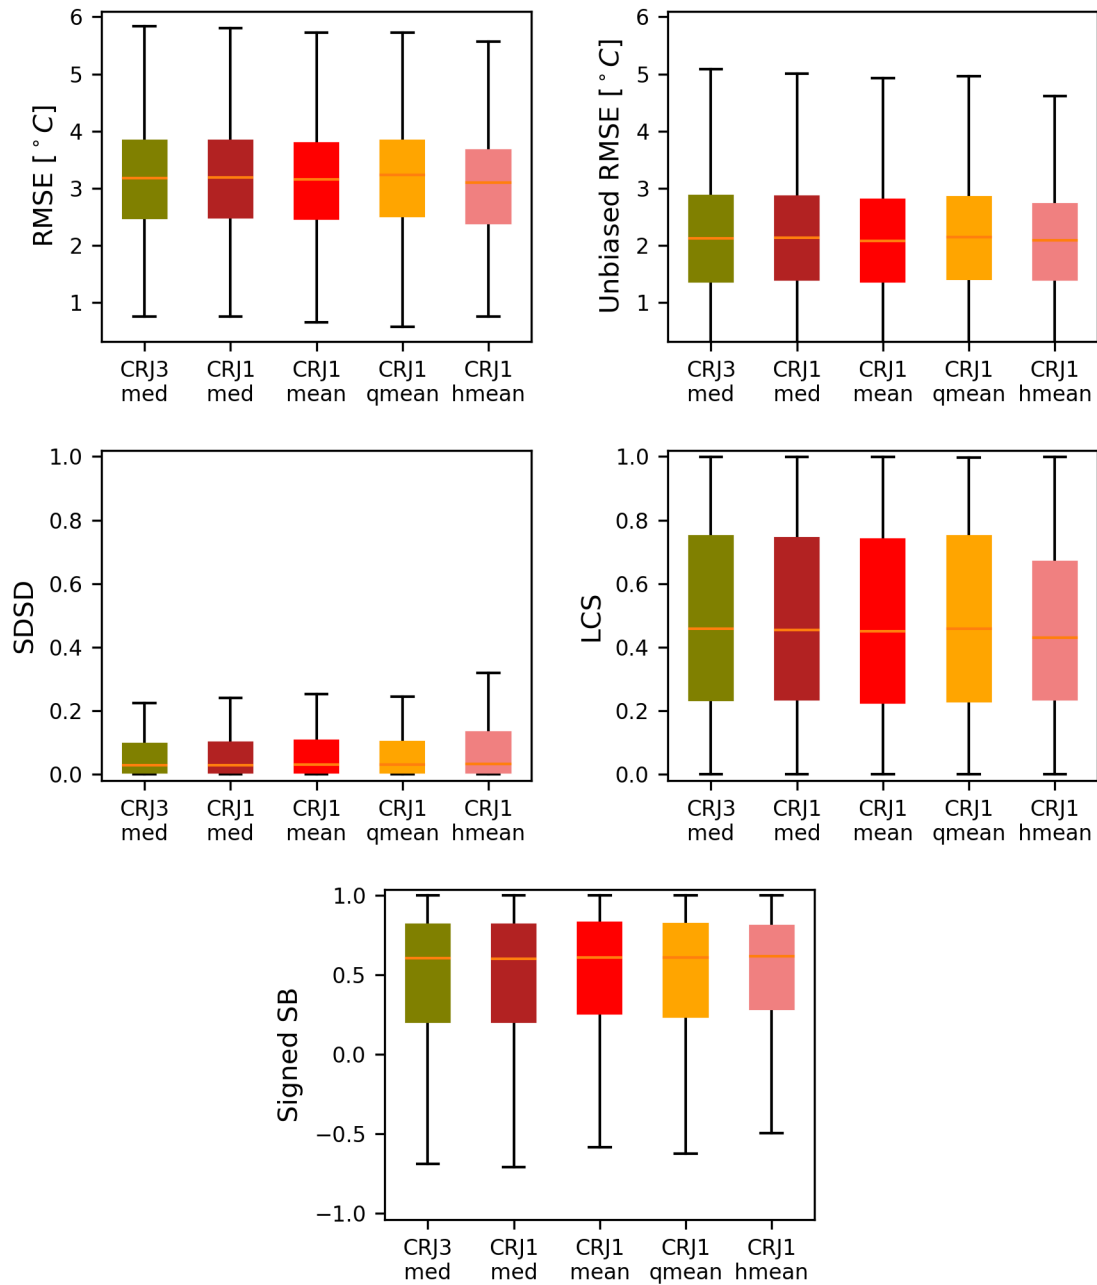 RMSE [°C]
6
5
4
3
2
1
CRJ3 CRJ1 CRJ1 CRJ1 CRJ1
med med mean qmean hmean
Unbiased RMSE [°C]
6
5
4
3
2
1
CRJ3 CRJ1 CRJ1 CRJ1 CRJ1
med med mean qmean hmean
SDSD
1.0
0.8
0.6
0.4
0.2
0.0
CRJ3 CRJ1 CRJ1 CRJ1 CRJ1
med med mean qmean hmean
LCS
1.0
0.8
0.6
0.4
0.2
0.0
CRJ3 CRJ1 CRJ1 CRJ1 CRJ1
med med mean qmean hmean
Signed SB
1.0
0.5
0.0
−0.5
−1.0
CRJ3 CRJ1 CRJ1 CRJ1 CRJ1
med med mean qmean hmean